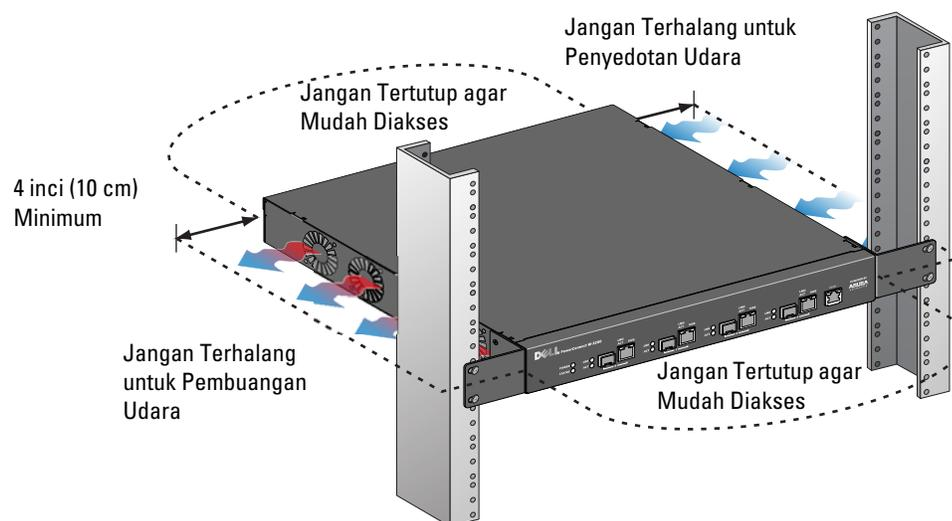 Jangan Terhalang untuk
Penyedotan Udara
Jangan Tertutup agar
Mudah Diakses
4 inci (10 cm)
Minimum
Jangan Terhalang
untuk Pembuangan
Udara
DELL
Jangan Tertutup agar
Mudah Diakses
ARUBA